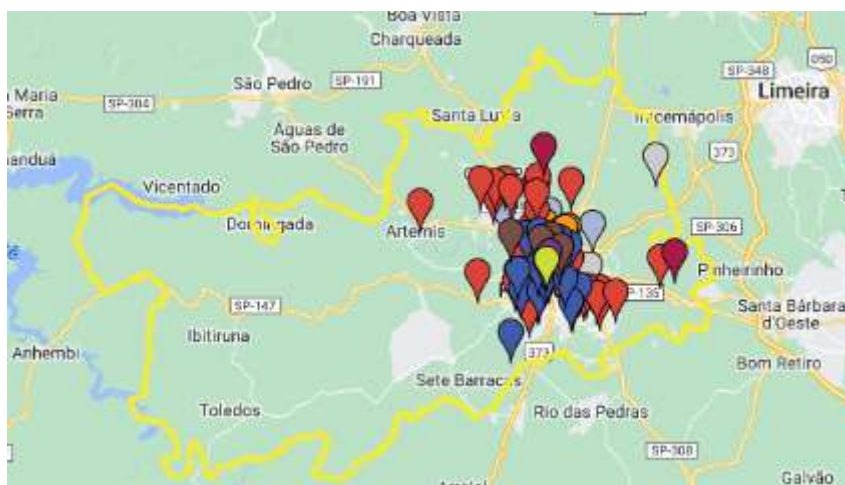 Boa Vista
Charqueada
SP-348
050
Limeira
SP-191
São Pedro
Maria
Serra
SP-304
Santa Lu
Iracemápolis
Águas de
São Pedro
373
Vicentado
Artemis
SP-306
Pinheirinho
SP-147
SP-135
Santa Bárbara
d'Oeste
Ibitiruna
Anhembi
373
Bom Retiro
Sete Barracas
Toledos
Rio das Pedras
SP-308
Galvão